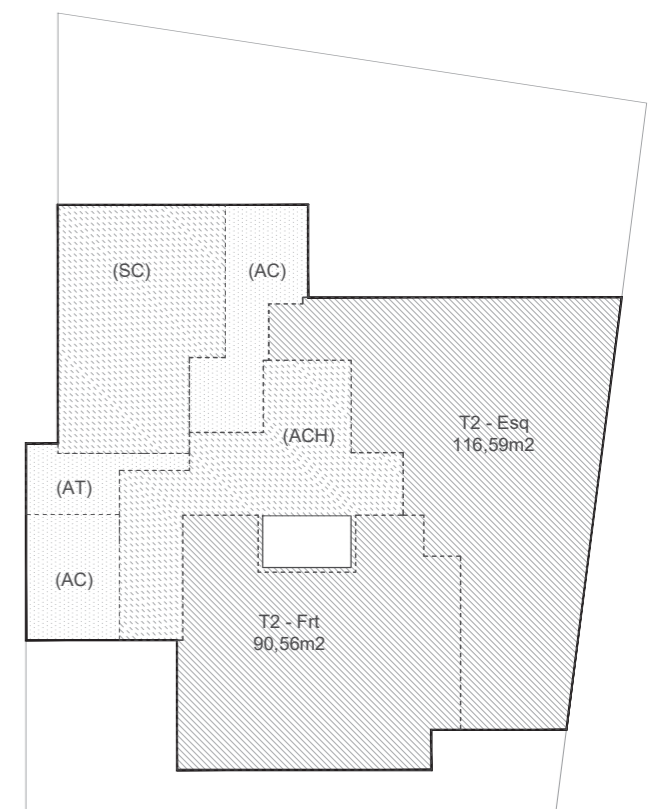 (SC)
(AC)
(ACH)
T2 - Esq
116,59m2
(AT)
(AC)
T2 - Frt
90,56m2